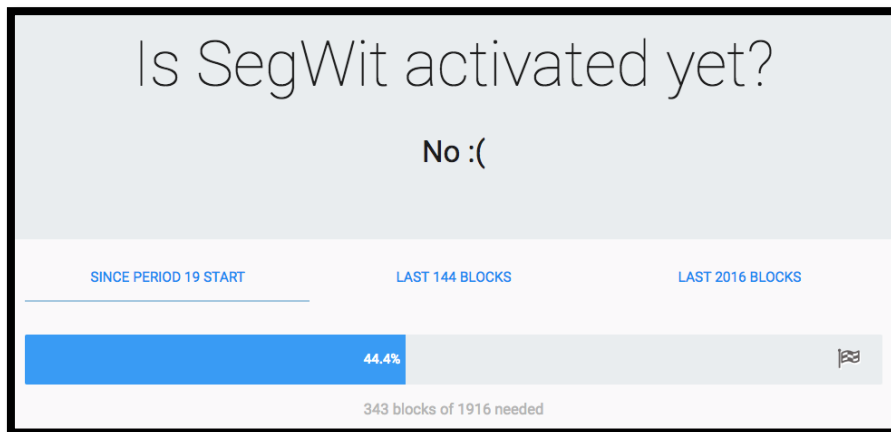 Is SegWit activated yet?
No :(
SINCE PERIOD 19 START
LAST 144 BLOCKS
LAST 2016 BLOCKS
44.4%
343 blocks of 1916 needed